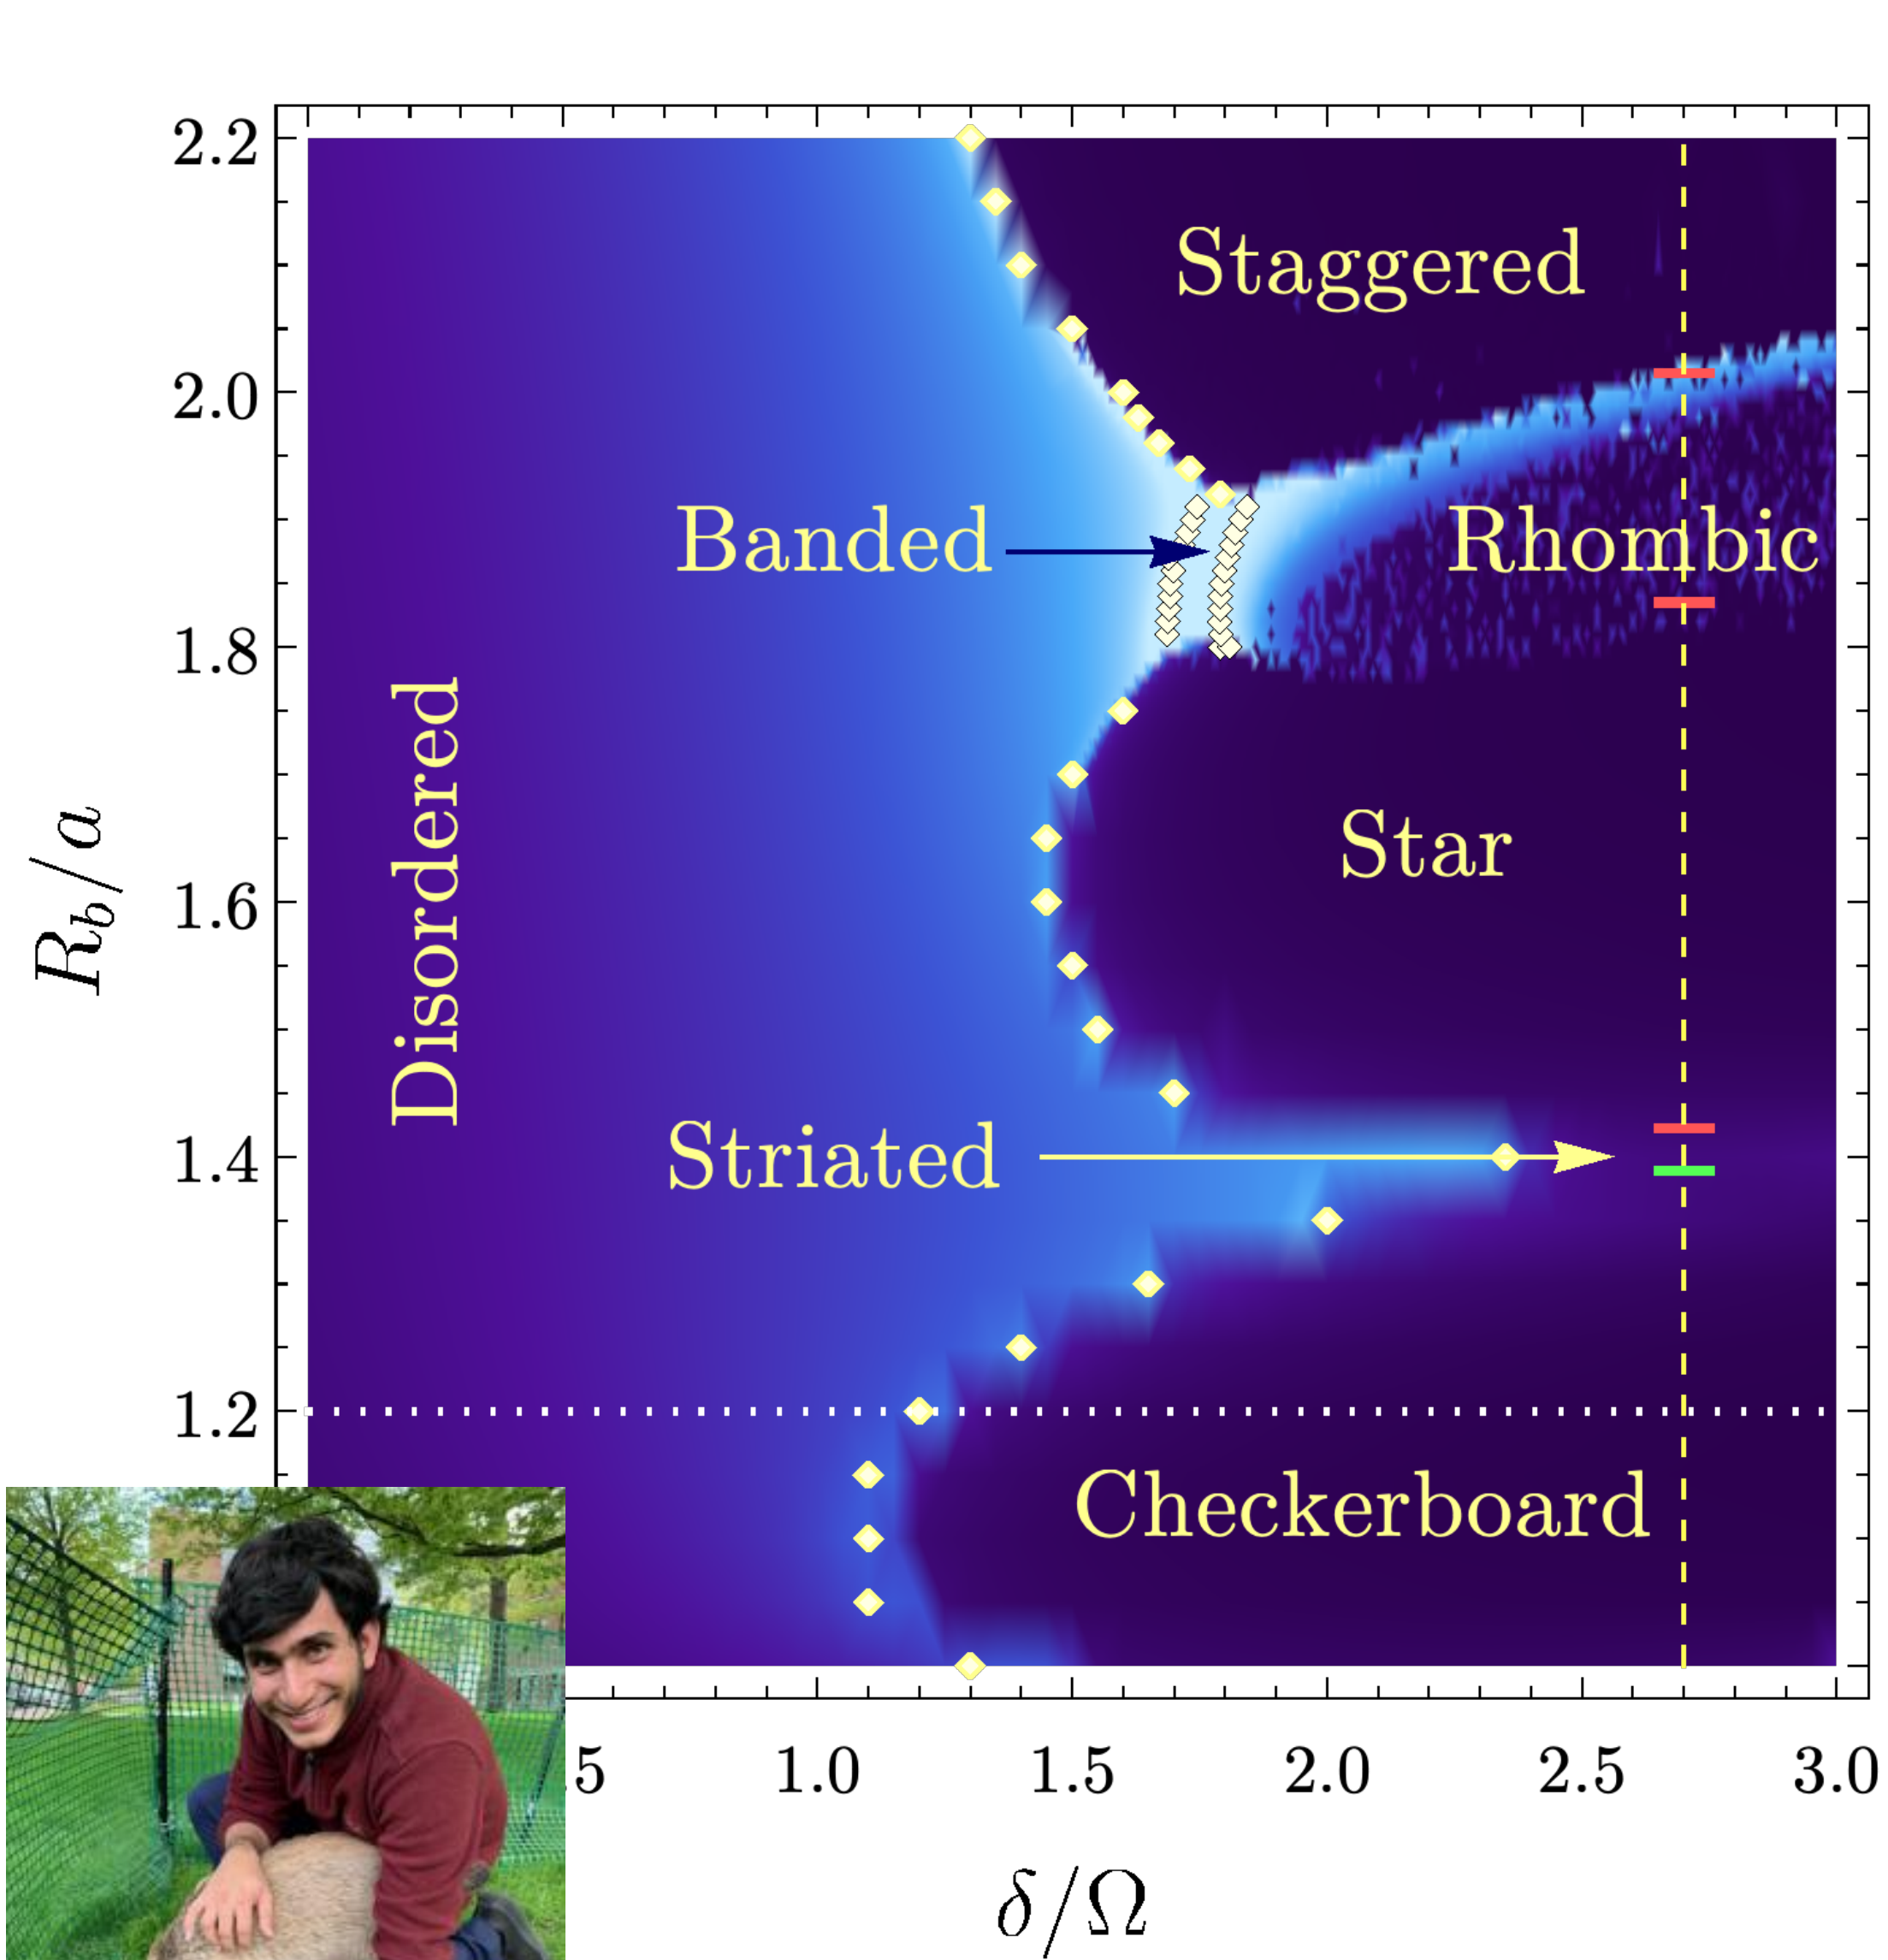 2.2
Staggered
2.0
Banded
Rhombic
1.8
Disordered
Star
R_b/a
1.6
Striated
1.4
1.2
Checkerboard
.5
1.0
1.5
2.0
2.5
3.0
δ/Ω